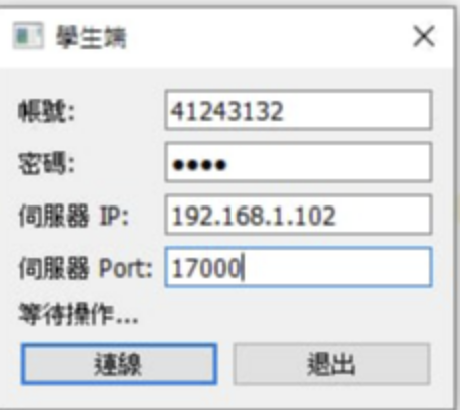 學生端
帳號: 41243132
密碼: ●●●●
伺服器 IP: 192.168.1.102
伺服器 Port: 17000
等待操作...
連線 退出